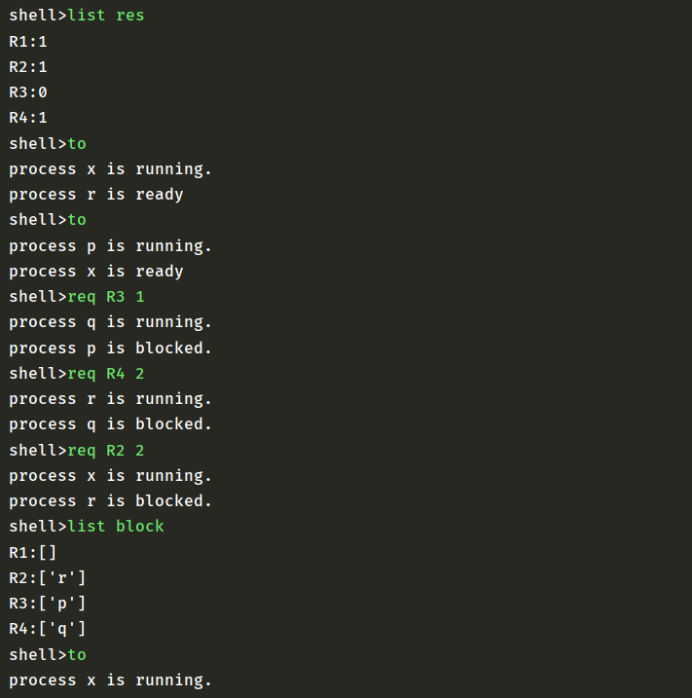 shell>list res
R1:1
R2:1
R3:0
R4:1
shell>to
process x is running.
process r is ready
shell>to
process p is running.
process x is ready
shell>req R3 1
process q is running.
process p is blocked.
shell>req R4 2
process r is running.
process q is blocked.
shell>req R2 2
process x is running.
process r is blocked.
shell>list block
R1:[]
R2:['r']
R3:['p']
R4:['q']
shell>to
process x is running.